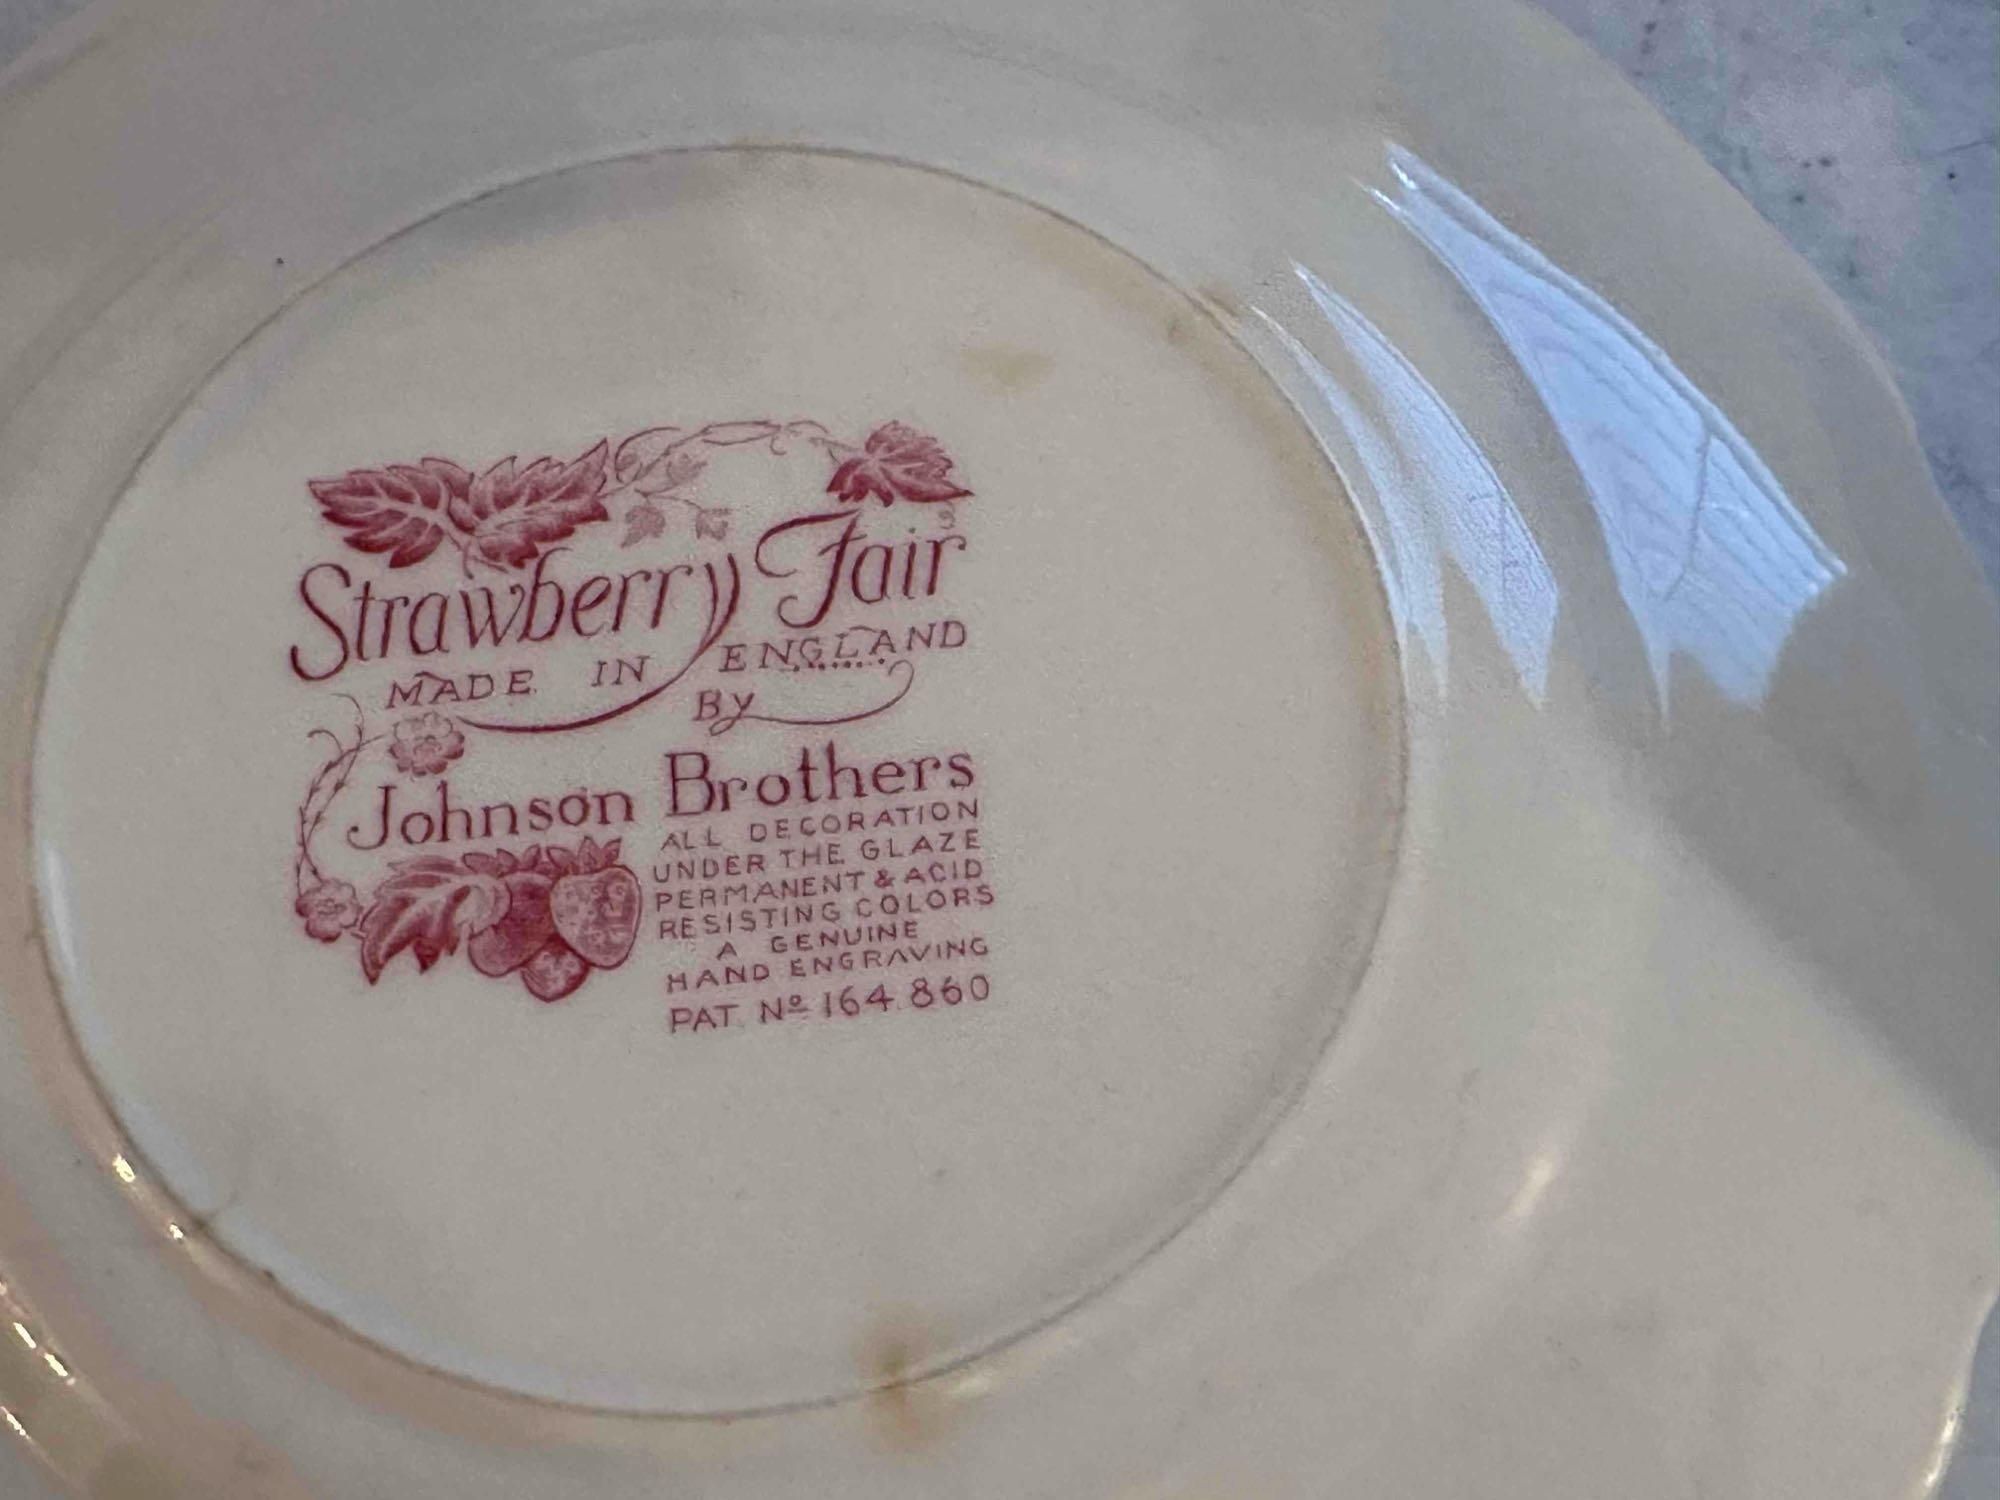 Strawberry Fair
MADE IN ENGLAND
By
Johnson Brothers
ALL DECORATION
UNDER THE GLAZE
PERMANENT & ACID
RESISTING COLORS
A GENUINE
HAND ENGRAVING
PAT. Nº 164.860